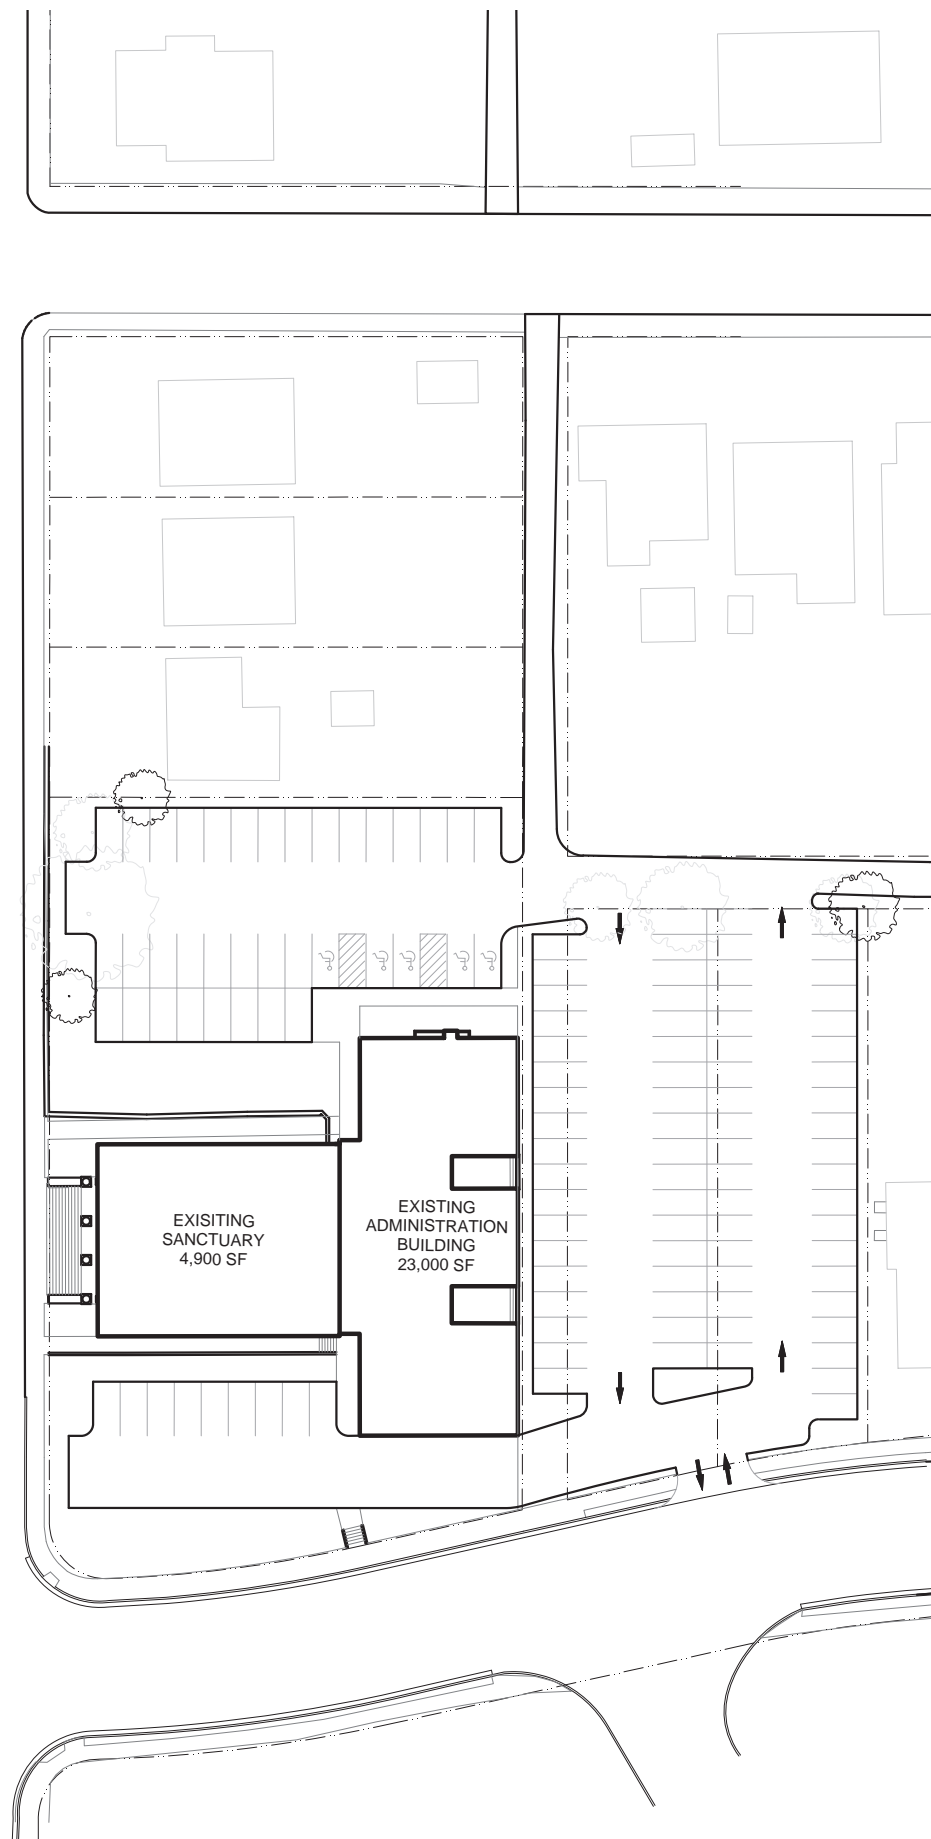 EXISITING
SANCTUARY
4,900 SF
EXISTING
ADMINISTRATION
BUILDING
23,000 SF